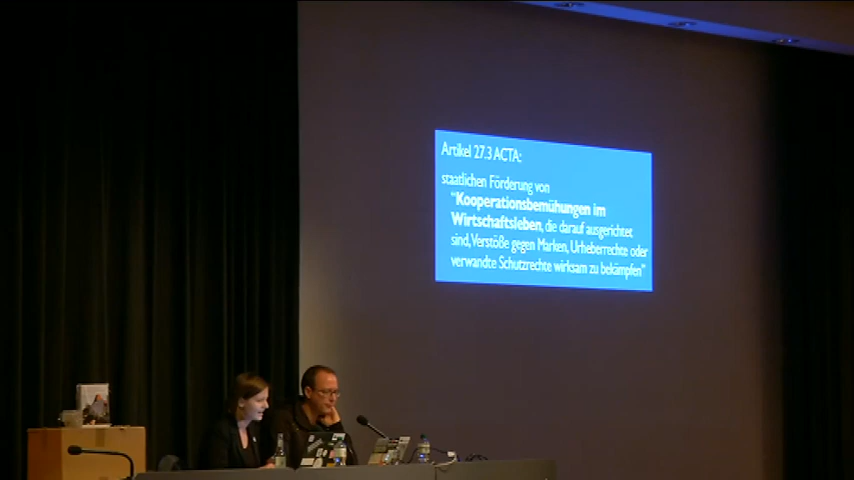 Artikel 27.3 ACTA:
staatlichen Förderung von
"Kooperationsbemühungen im
Wirtschaftsleben, die darauf ausgerichtet
sind, Verstöße gegen Marken, Urheberrechte oder
verwandte Schutzrechte wirksam zu bekämpfen"